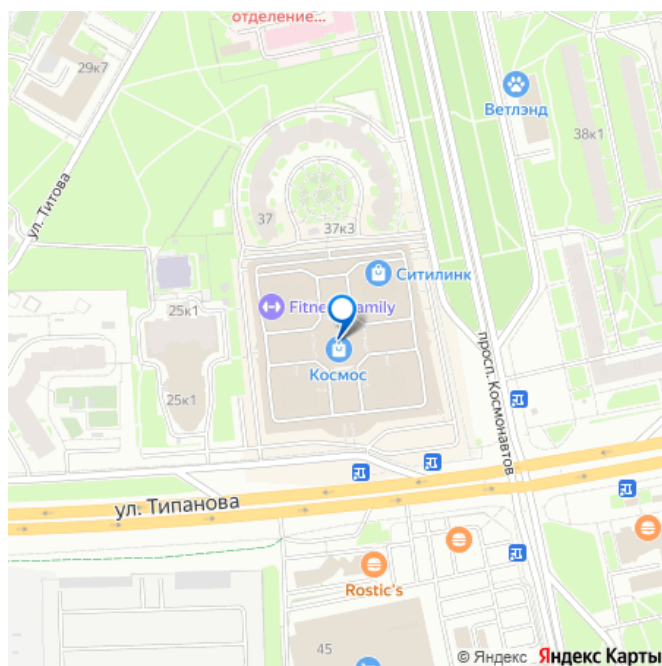 отделение...
29к7
Ветлэнд
38к1
ул. Титова
37
37к3
Ситилинк
Fitness Family
25к1
Космос
просп. Космонавтов
25к1
ул. Типанова
Rostic's
45
© Яндекс Яндекс Карты